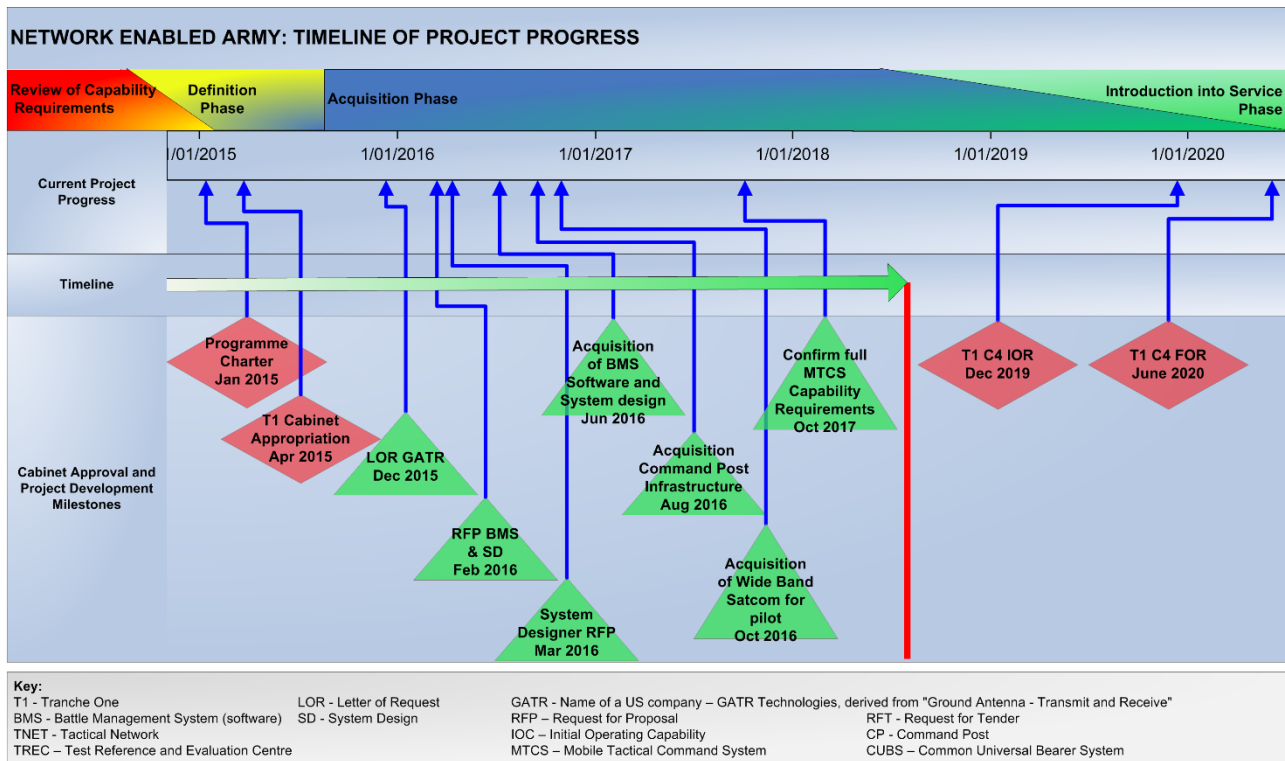 NETWORK ENABLED ARMY: TIMELINE OF PROJECT PROGRESS
Review of Capability
Requirements
Definition
Phase
Acquisition Phase
Introduction into Service
Phase
Current Project
Progress
l/01/2015
1/01/2016
1/01/2017
1/01/2018
1/01/2019
1/01/2020
Timeline
Cabinet Approval and
Project Development
Milestones
Programme
Charter
Jan 2015
T1 Cabinet
Appropriation
Apr 2015
LOR GATR
Dec 2015
RFP BMS
& SD
Feb 2016
System
Designer RFP
Mar 2016
Acquisition
of BMS
Software and
System design
Jun 2016
Acquisition
Command Post
Infrastructure
Aug 2016
Acquisition
of Wide Band
Satcom for
pilot
Oct 2016
Confirm full
MTCS
Capability
Requirements
Oct 2017
T1 C4 IOR
Dec 2019
T1 C4 FOR
June 2020
Key:
T1 - Tranche One
BMS - Battle Management System (software)
TNET - Tactical Network
TREC – Test Reference and Evaluation Centre
LOR - Letter of Request
SD - System Design
GATR - Name of a US company – GATR Technologies, derived from "Ground Antenna - Transmit and Receive"
RFP – Request for Proposal
IOC – Initial Operating Capability
MTCS - Mobile Tactical Command System
RFT - Request for Tender
CP - Command Post
CUBS – Common Universal Bearer System